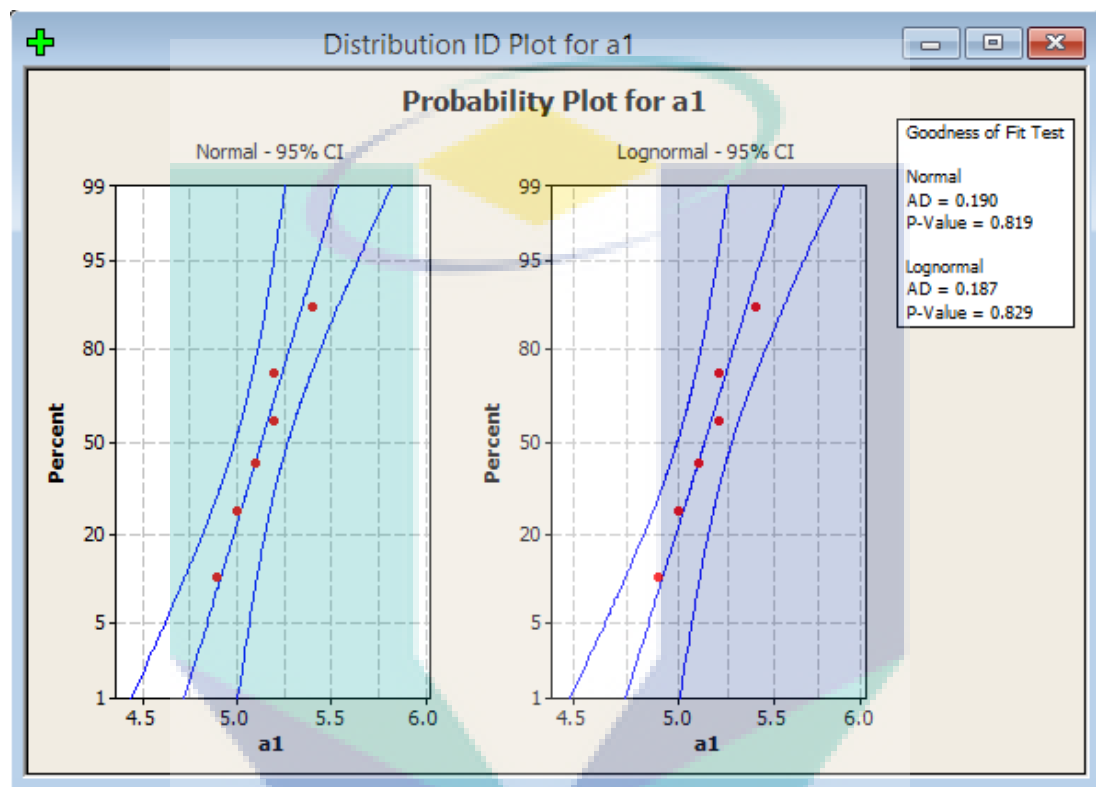 Distribution ID Plot for a1
Probability Plot for a1
Normal - 95% CI
Lognormal - 95% CI
99
95
80
50
20
5
1
Percent
4.5 5.0 5.5 6.0
a1
99
95
80
50
20
5
1
Percent
4.5 5.0 5.5 6.0
a1
Goodness of Fit Test
Normal
AD = 0.190
P-Value = 0.819
Lognormal
AD = 0.187
P-Value = 0.829